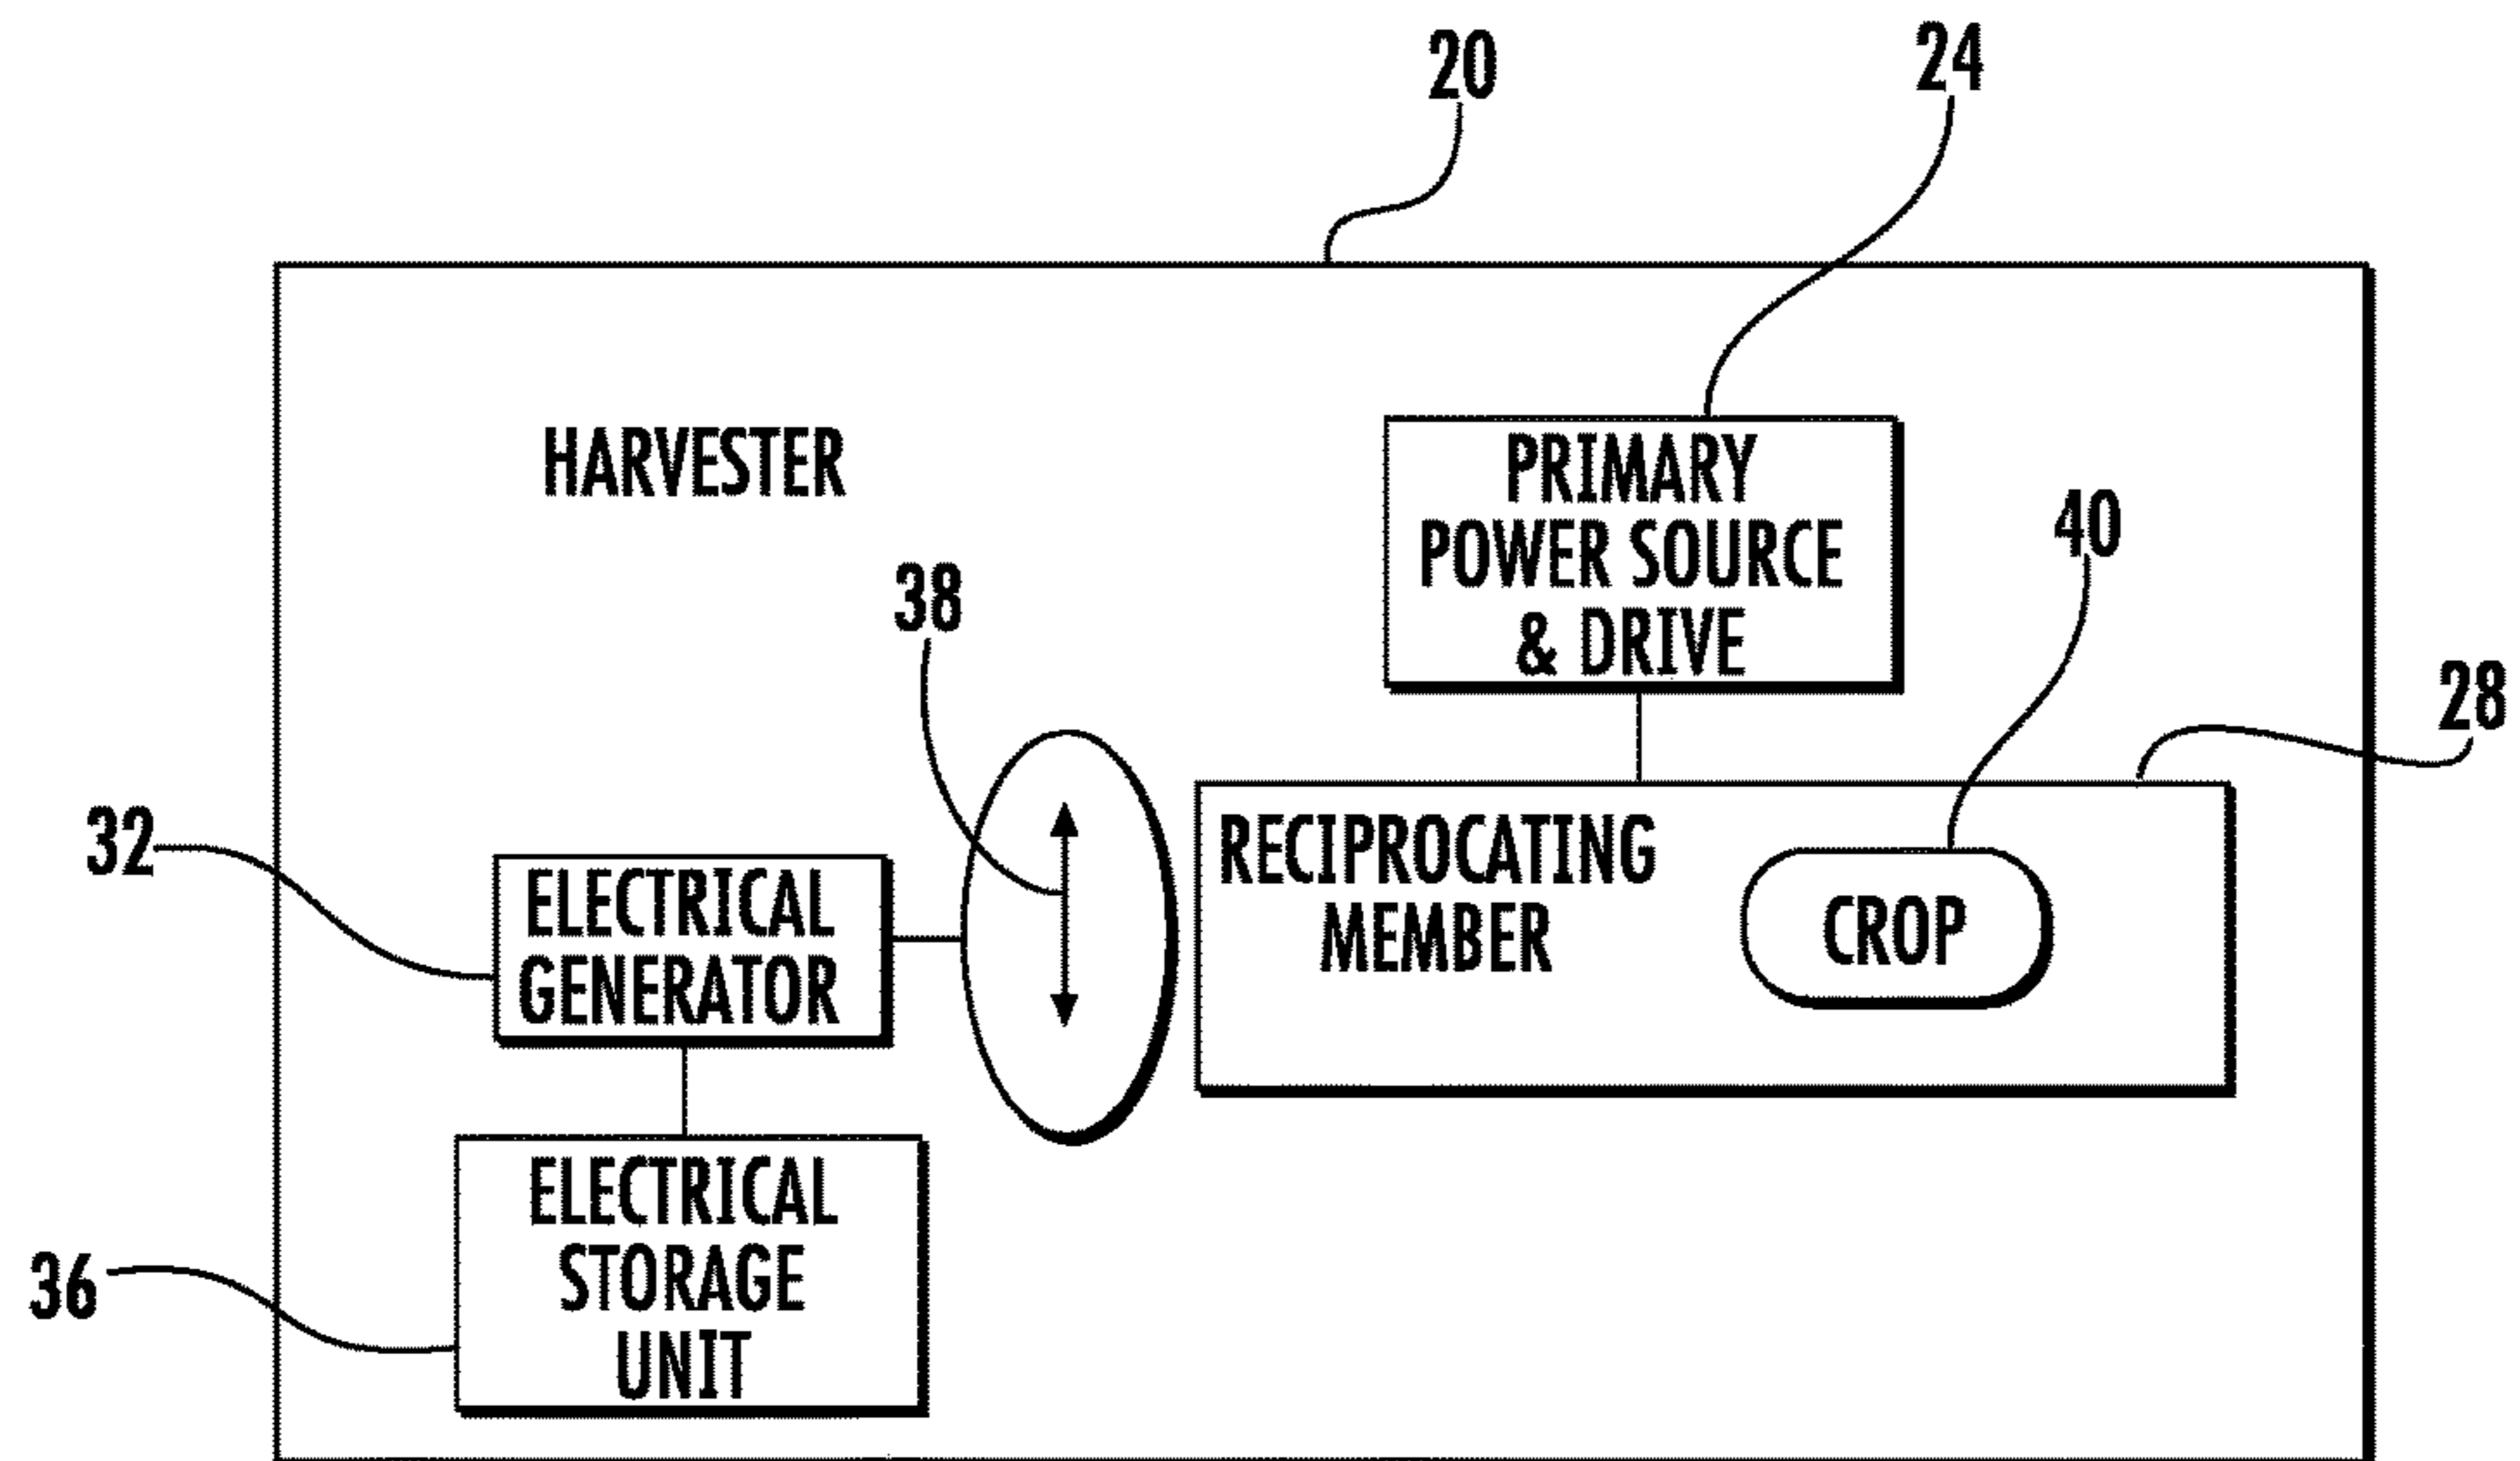 20
24
HARVESTER
PRIMARY
POWER SOURCE
& DRIVE
40
38
28
32
ELECTRICAL
GENERATOR
RECIPROCATING
MEMBER
CROP
36
ELECTRICAL
STORAGE
UNIT